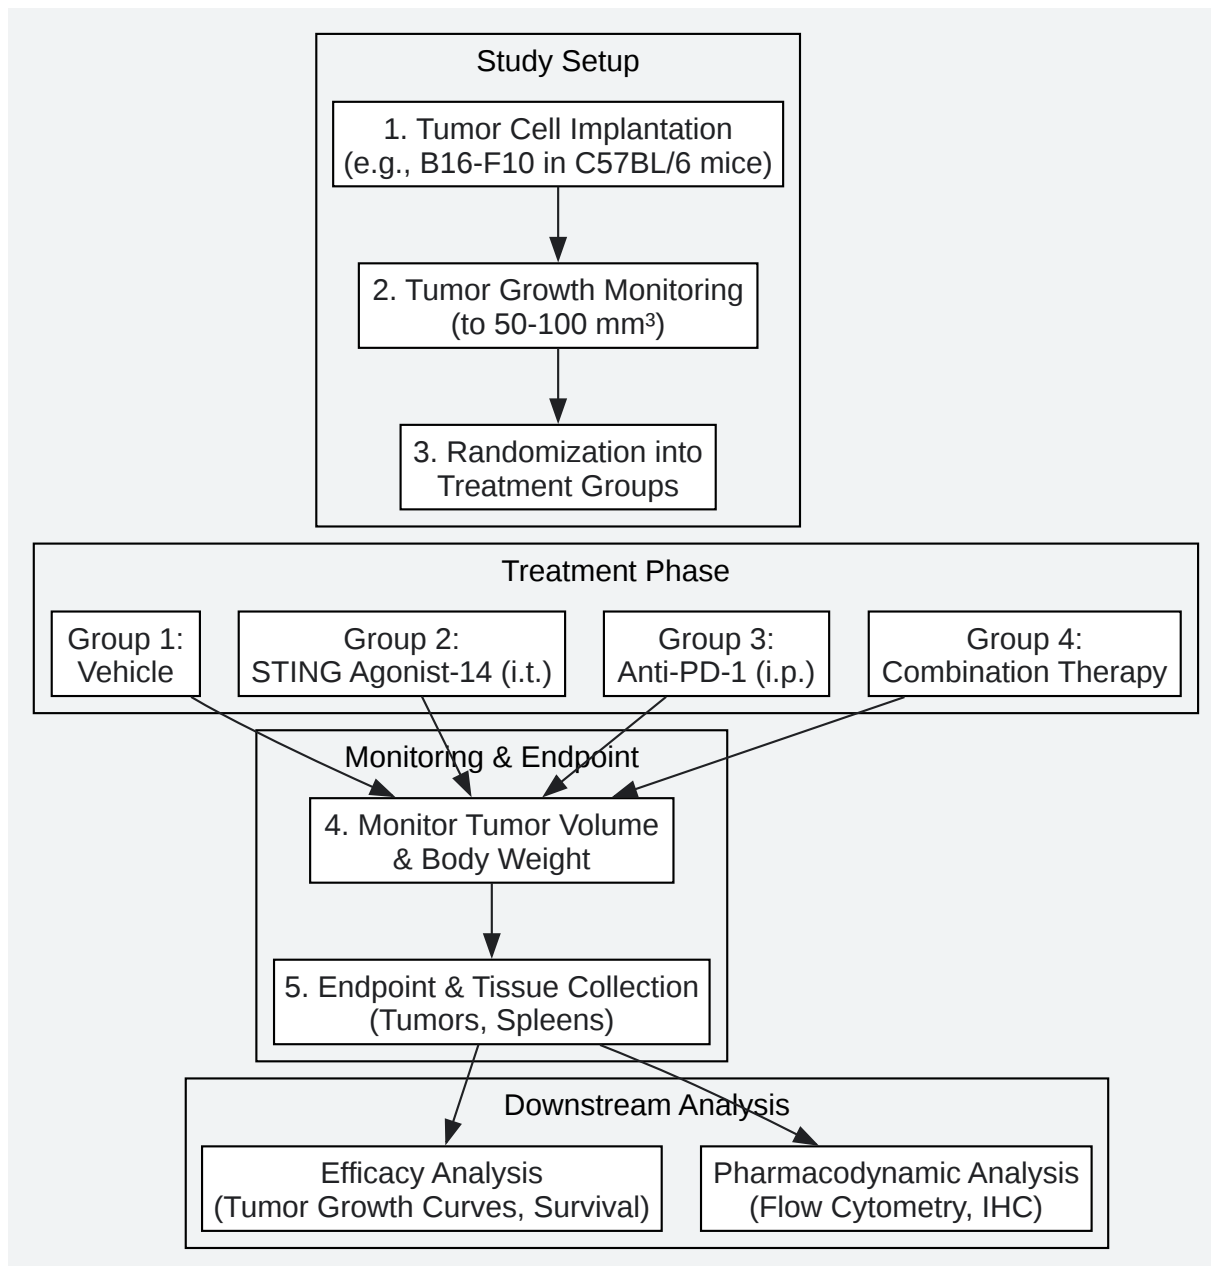 Study Setup
1. Tumor Cell Implantation
(e.g., B16-F10 in C57BL/6 mice)
2. Tumor Growth Monitoring
(to 50-100 mm³)
3. Randomization into
Treatment Groups
Treatment Phase
Group 1:
Vehicle
Group 2:
STING Agonist-14 (i.t.)
Group 3:
Anti-PD-1 (i.p.)
Group 4:
Combination Therapy
Monitoring & Endpoint
4. Monitor Tumor Volume
& Body Weight
5. Endpoint & Tissue Collection
(Tumors, Spleens)
Downstream Analysis
Efficacy Analysis
(Tumor Growth Curves, Survival)
Pharmacodynamic Analysis
(Flow Cytometry, IHC)